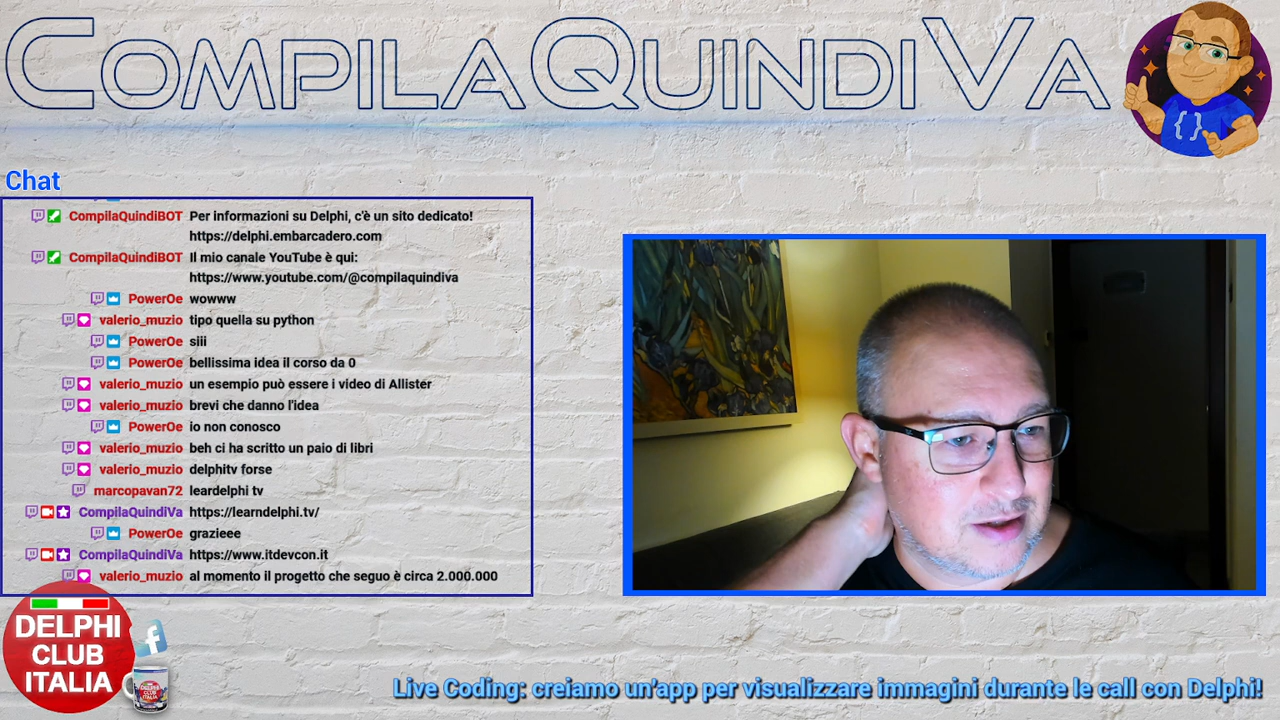 COMPILAQUINDIVA
{ }
Chat
CompilaQuindiBOT Per informazioni su Delphi, c'è un sito dedicato!
https://delphi.embarcadero.com
CompilaQuindiBOT Il mio canale YouTube è qui:
https://www.youtube.com/@compilaquindiva
PowerOe wowww
valerio_muzio tipo quella su python
PowerOe siii
PowerOe bellissima idea il corso da 0
valerio_muzio un esempio può essere i video di Allister
valerio_muzio brevi che danno l'idea
PowerOe io non conosco
valerio_muzio beh ci ha scritto un paio di libri
valerio_muzio delphitv forse
marcopavan72 leardelphi tv
CompilaQuindiVa https://learndelphi.tv/
PowerOe grazieee
CompilaQuindiVa https://www.itdevcon.it
valerio_muzio al momento il progetto che seguo è circa 2.000.000
DELPHI
CLUB
ITALIA
f
DELPHI
CLUB
ITALIA
Live Coding: creiamo un'app per visualizzare immagini durante le call con Delphi!